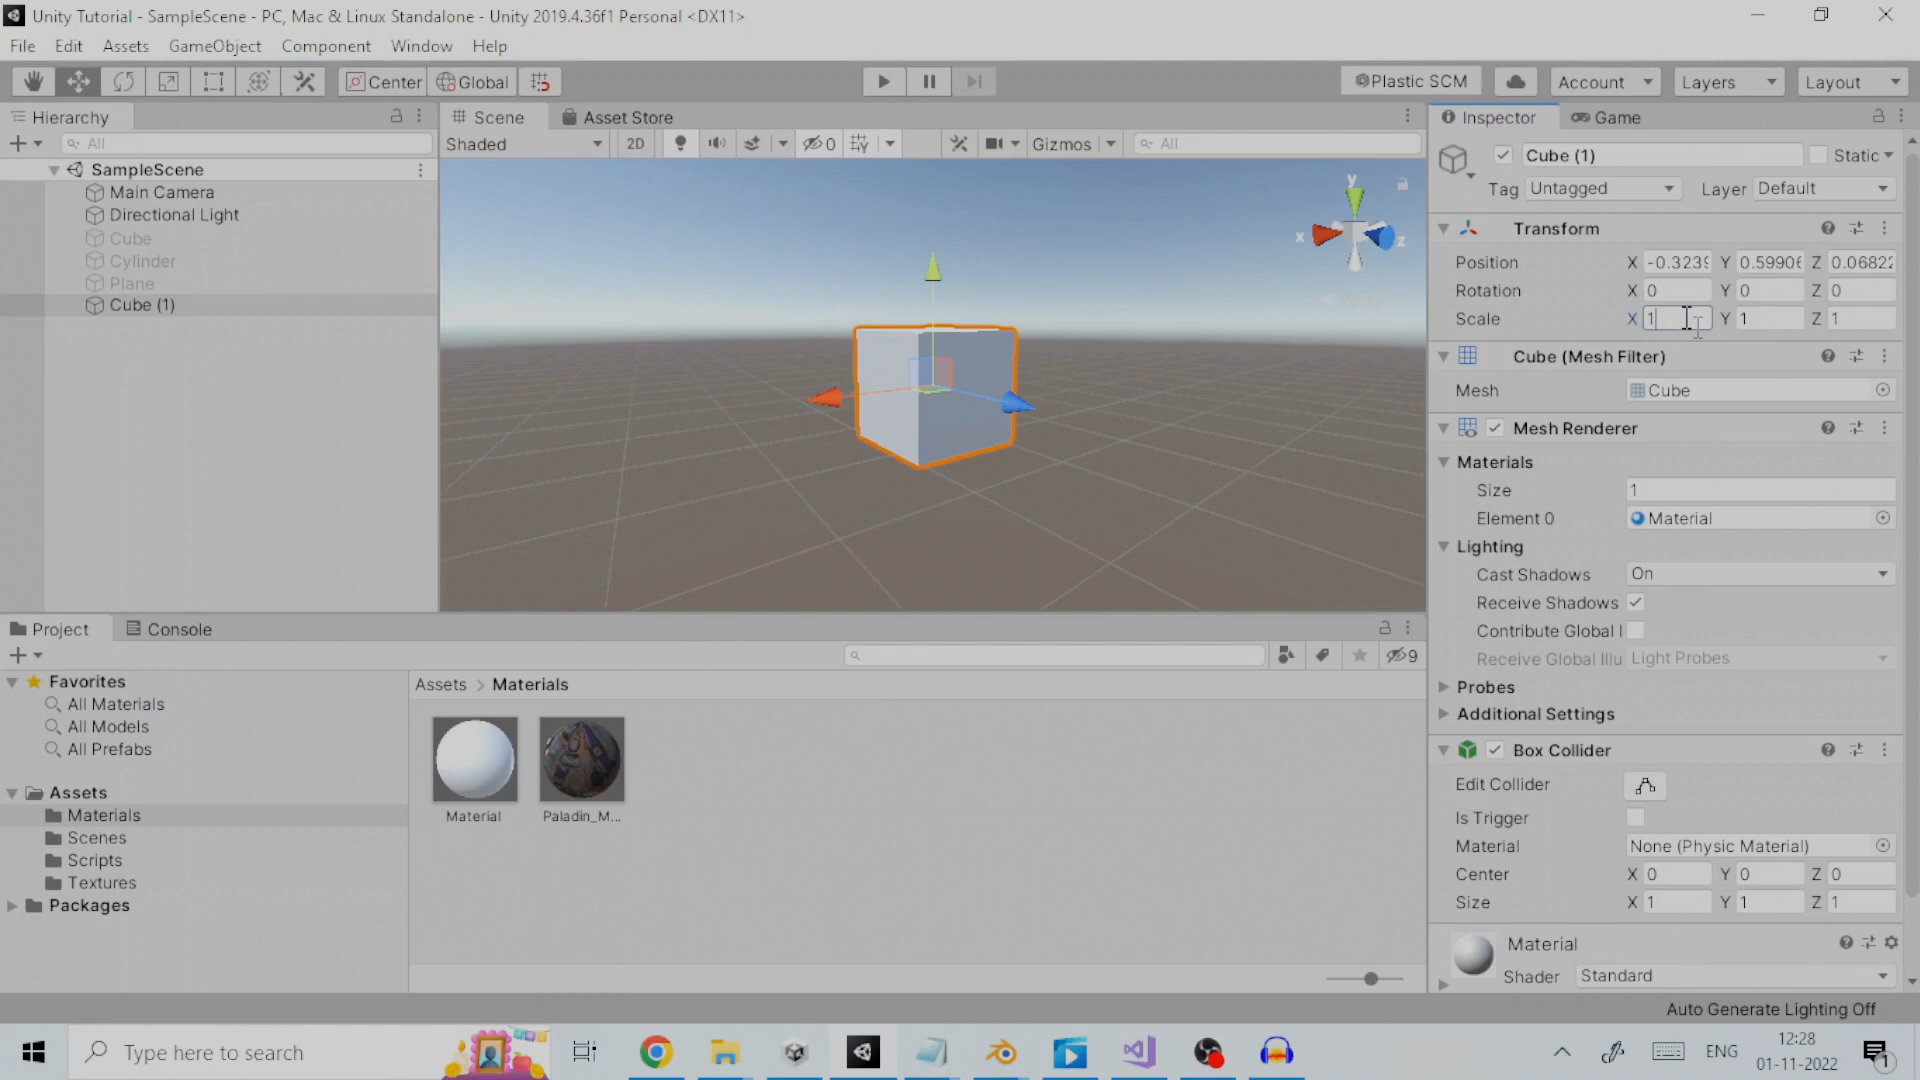 Unity Tutorial - SampleScene - PC, Mac & Linux Standalone - Unity 2019.4.36f1 Personal <DX11>
File Edit Assets GameObject Component Window Help
Center Global Plastic SCM Account Layers Layout
Hierarchy
All
SampleScene
Main Camera
Directional Light
Cube
Cylinder
Plane
Cube (1)
Scene Asset Store
Shaded 2D 0 Gizmos All
y
x z
Inspector Game
Cube (1) Static
Tag Untagged Layer Default
Transform
Position X -0.3239 Y 0.59906 Z 0.06822
Rotation X 0 Y 0 Z 0
Scale X 1 Y 1 Z 1
Cube (Mesh Filter)
Mesh Cube
Mesh Renderer
Materials
Size 1
Element 0 Material
Lighting
Cast Shadows On
Receive Shadows
Contribute Global I
Receive Global Illu Light Probes
Probes
Additional Settings
Box Collider
Edit Collider
Is Trigger
Material None (Physic Material)
Center X 0 Y 0 Z 0
Size X 1 Y 1 Z 1
Material
Shader Standard
Project Console
9
Favorites
All Materials
All Models
All Prefabs
Assets
Materials
Scenes
Scripts
Textures
Packages
Assets > Materials
Material Paladin_M...
Auto Generate Lighting Off
Type here to search
ENG
12:28
01-11-2022
1